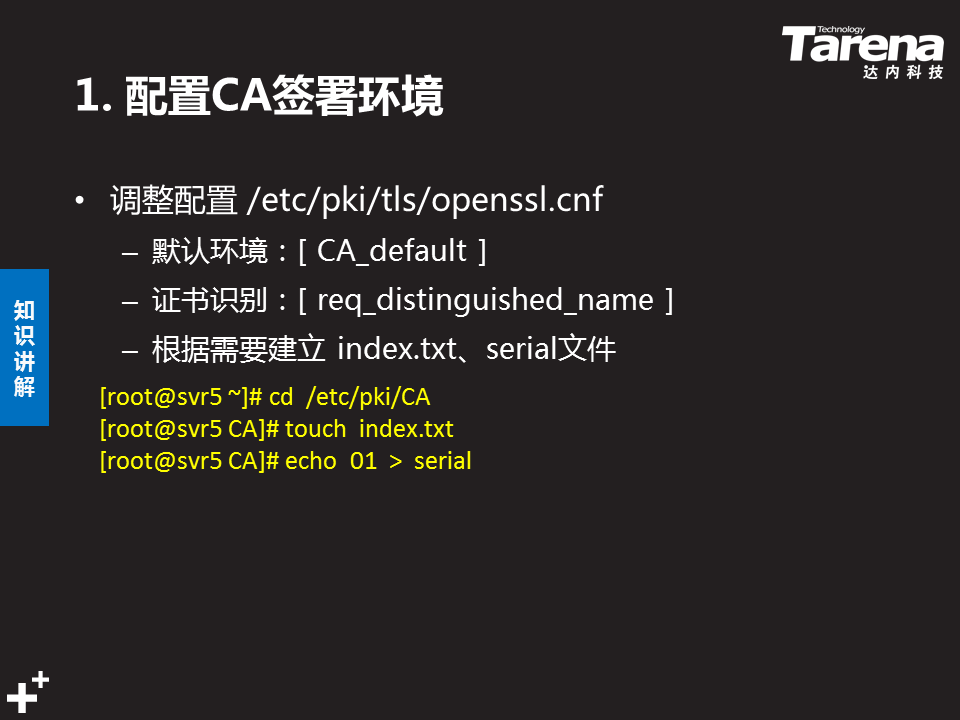 Technology
Tarena
达内科技
1. 配置CA签署环境
• 调整配置 /etc/pki/tls/openssl.cnf
– 默认环境：[ CA_default ]
– 证书识别：[ req_distinguished_name ]
– 根据需要建立 index.txt、serial文件
知识讲解
[root@svr5 ~]# cd /etc/pki/CA
[root@svr5 CA]# touch index.txt
[root@svr5 CA]# echo 01 > serial